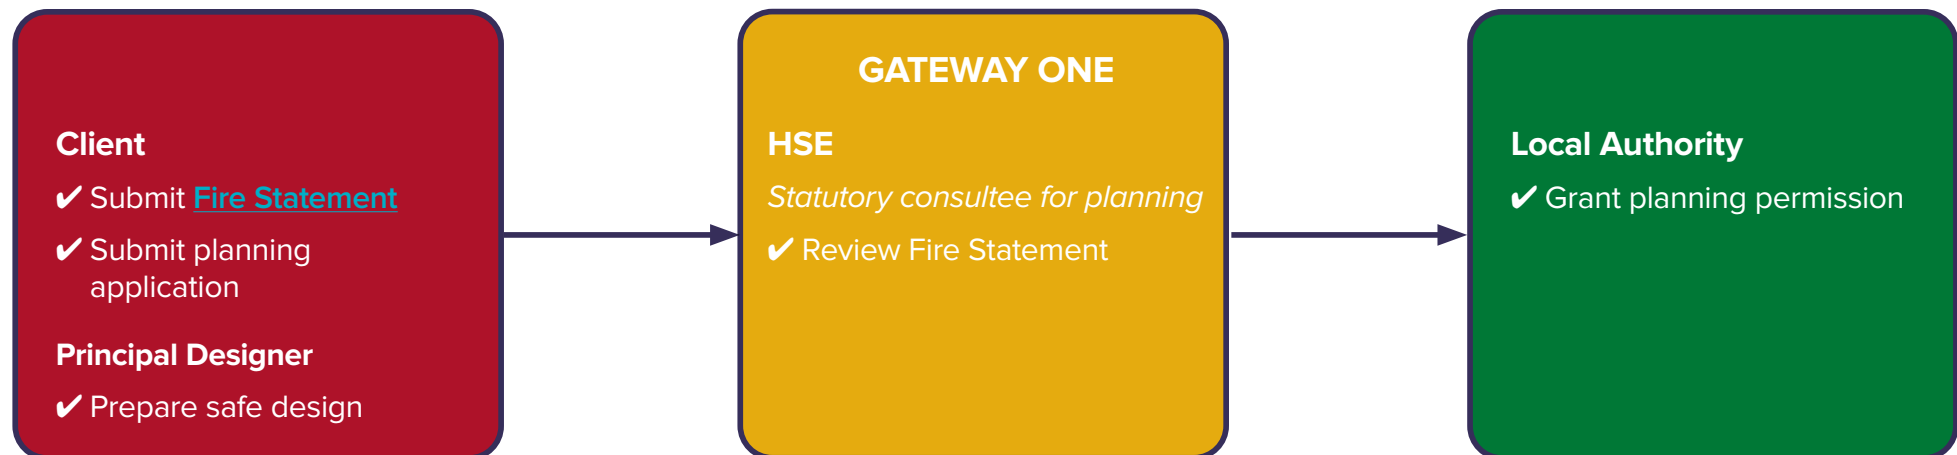 Client
✔ Submit Fire Statement
✔ Submit planning
application
Principal Designer
✔ Prepare safe design
GATEWAY ONE
HSE
Statutory consultee for planning
✔ Review Fire Statement
Local Authority
✔ Grant planning permission